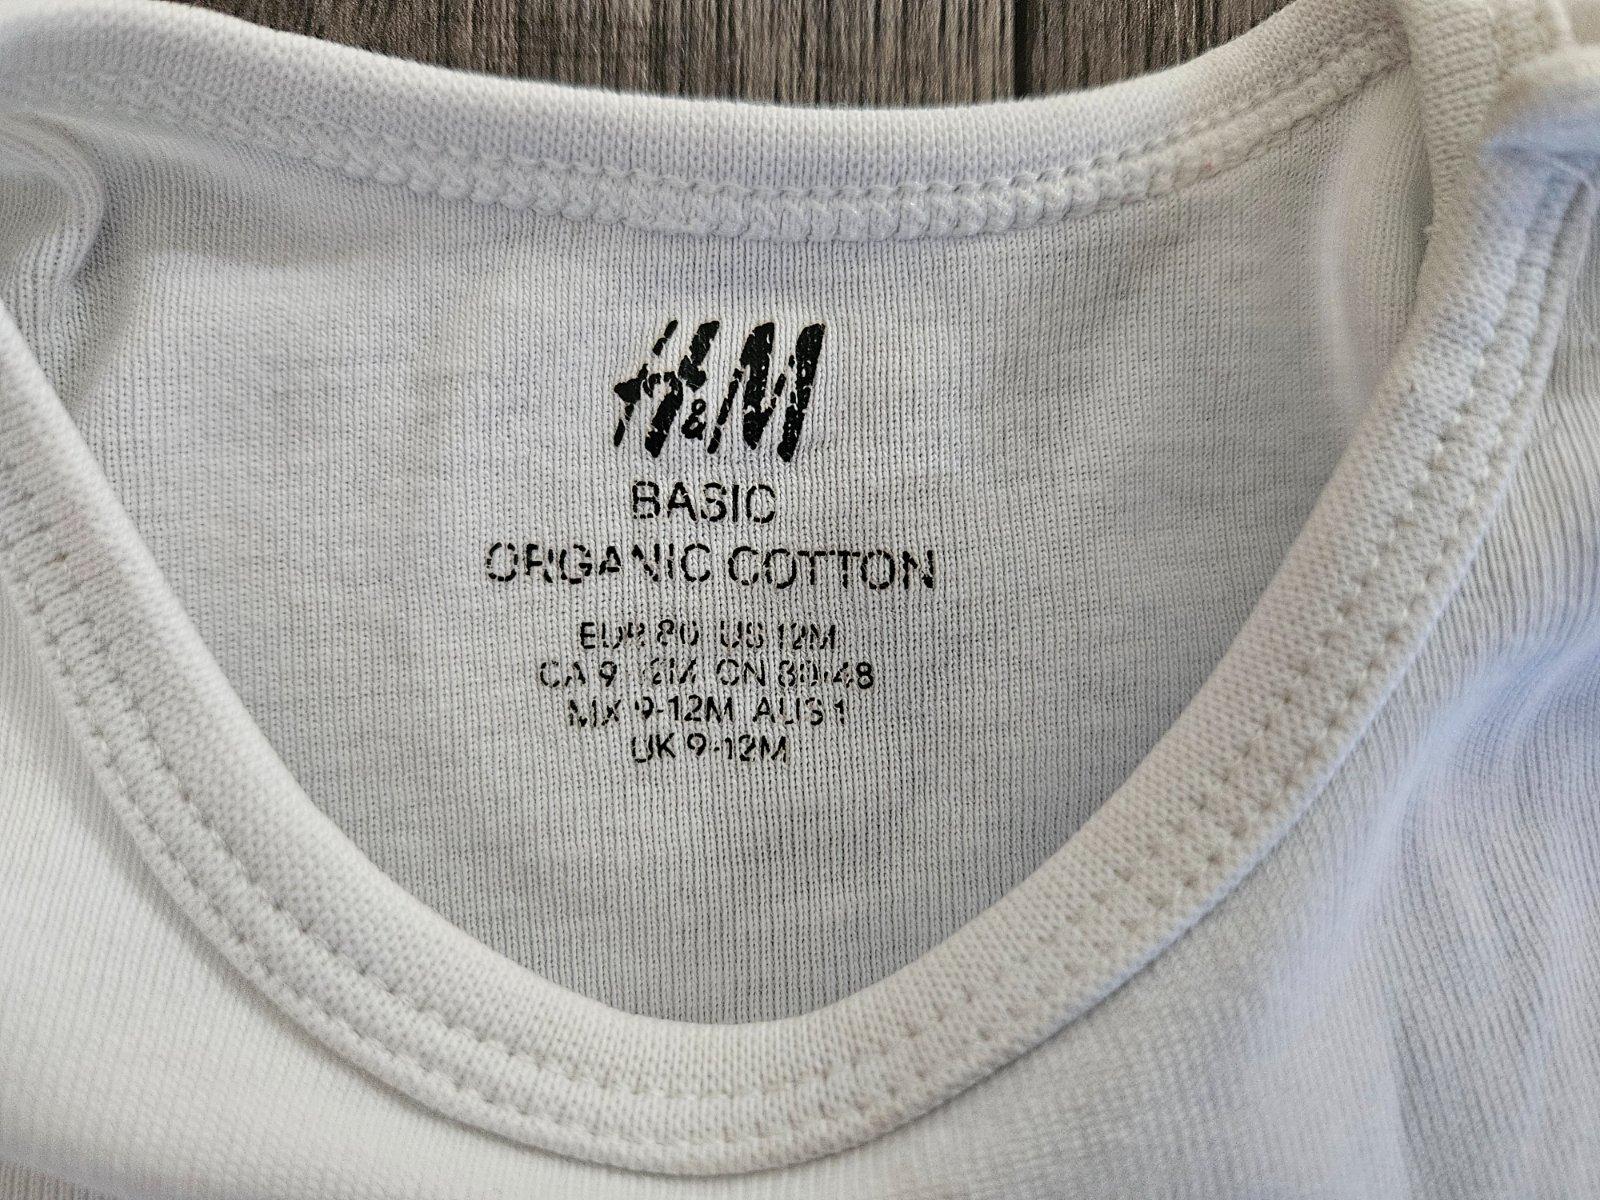 H&M
BASIC
ORGANIC COTTON
EUR 80 US 12M
CA 9-12M CN 80/48
MX 9-12M AUS 1
UK 9-12M